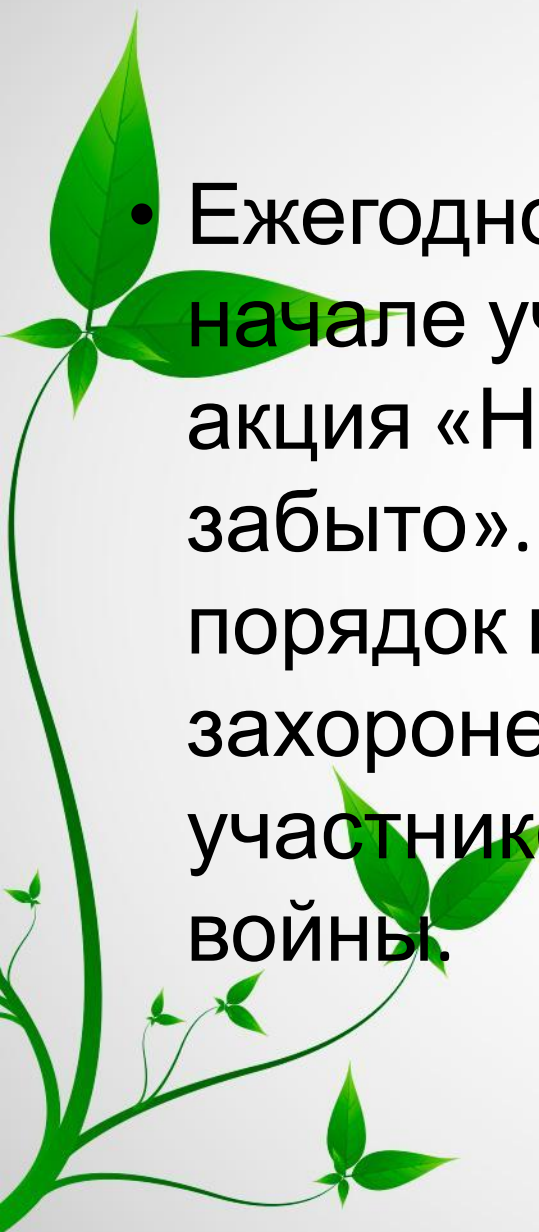 • Ежегодно
начале уч
акция «Н
забыто».
порядок
захороне
участник
войны.